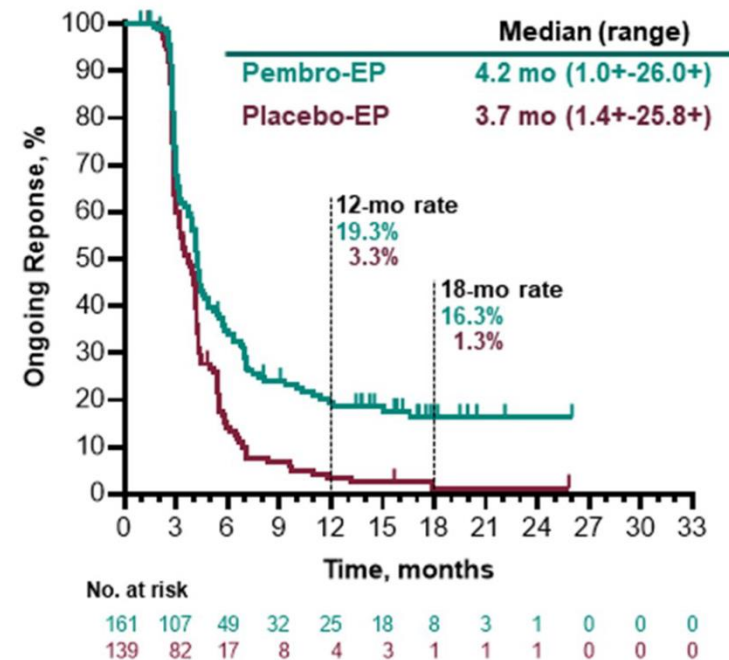 Median (range)
Pembro-EP 4.2 mo (1.0+-26.0+)
Placebo-EP 3.7 mo (1.4+-25.8+)
Ongoing Reponse, %
100
90
80
70
60
50
40
30
20
10
0
12-mo rate
19.3%
3.3%
18-mo rate
16.3%
1.3%
0 3 6 9 12 15 18 21 24 27 30 33
Time, months
No. at risk
161 107 49 32 25 18 8 3 1 0 0 0
139 82 17 8 4 3 1 1 1 0 0 0